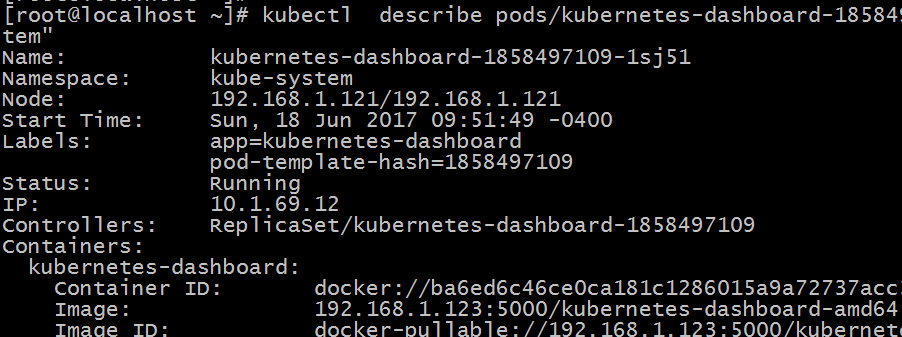 [root@localhost ~]#
[root@localhost ~]# kubectl  describe pods/kubernetes-dashboard-18584
tem"
Name:           kubernetes-dashboard-1858497109-1sj51
Namespace:      kube-system
Node:           192.168.1.121/192.168.1.121
Start Time:     Sun, 18 Jun 2017 09:51:49 -0400
Labels:         app=kubernetes-dashboard
                pod-template-hash=1858497109
Status:         Running
IP:             10.1.69.12
Controllers:    ReplicaSet/kubernetes-dashboard-1858497109
Containers:
  kubernetes-dashboard:
    Container ID:       docker://ba6ed6c46ce0ca181c1286015a9a72737acc
    Image:              192.168.1.123:5000/kubernetes-dashboard-amd64
    Image ID:           docker-pullable://192.168.1.123:5000/kubernete